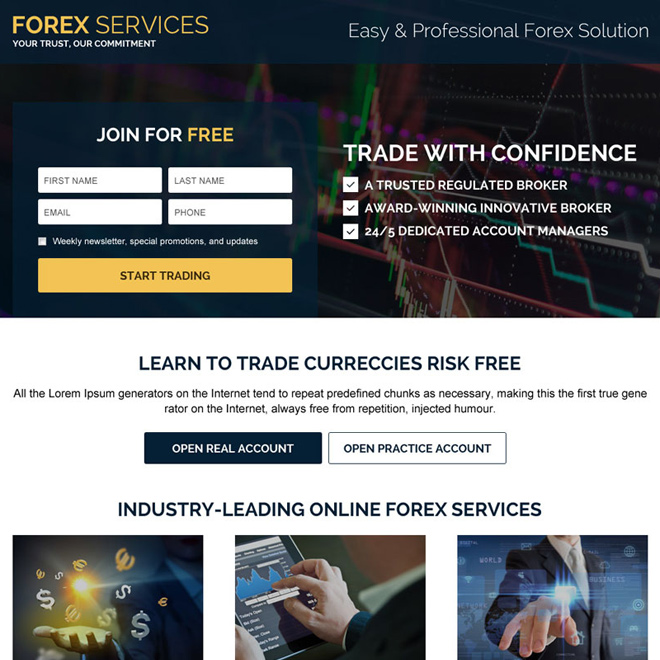 FOREX SERVICES
YOUR TRUST, OUR COMMITMENT
Easy & Professional Forex Solution
JOIN FOR FREE
FIRST NAME
LAST NAME
EMAIL
PHONE
Weekly newsletter, special promotions, and updates
START TRADING
TRADE WITH CONFIDENCE
A TRUSTED REGULATED BROKER
AWARD-WINNING INNOVATIVE BROKER
24/5 DEDICATED ACCOUNT MANAGERS
LEARN TO TRADE CURRECCIES RISK FREE
All the Lorem Ipsum generators on the Internet tend to repeat predefined chunks as necessary, making this the first true gene
rator on the Internet, always free from repetition, injected humour.
OPEN REAL ACCOUNT
OPEN PRACTICE ACCOUNT
INDUSTRY-LEADING ONLINE FOREX SERVICES
DIGITAL
WORLD
BUSINESS